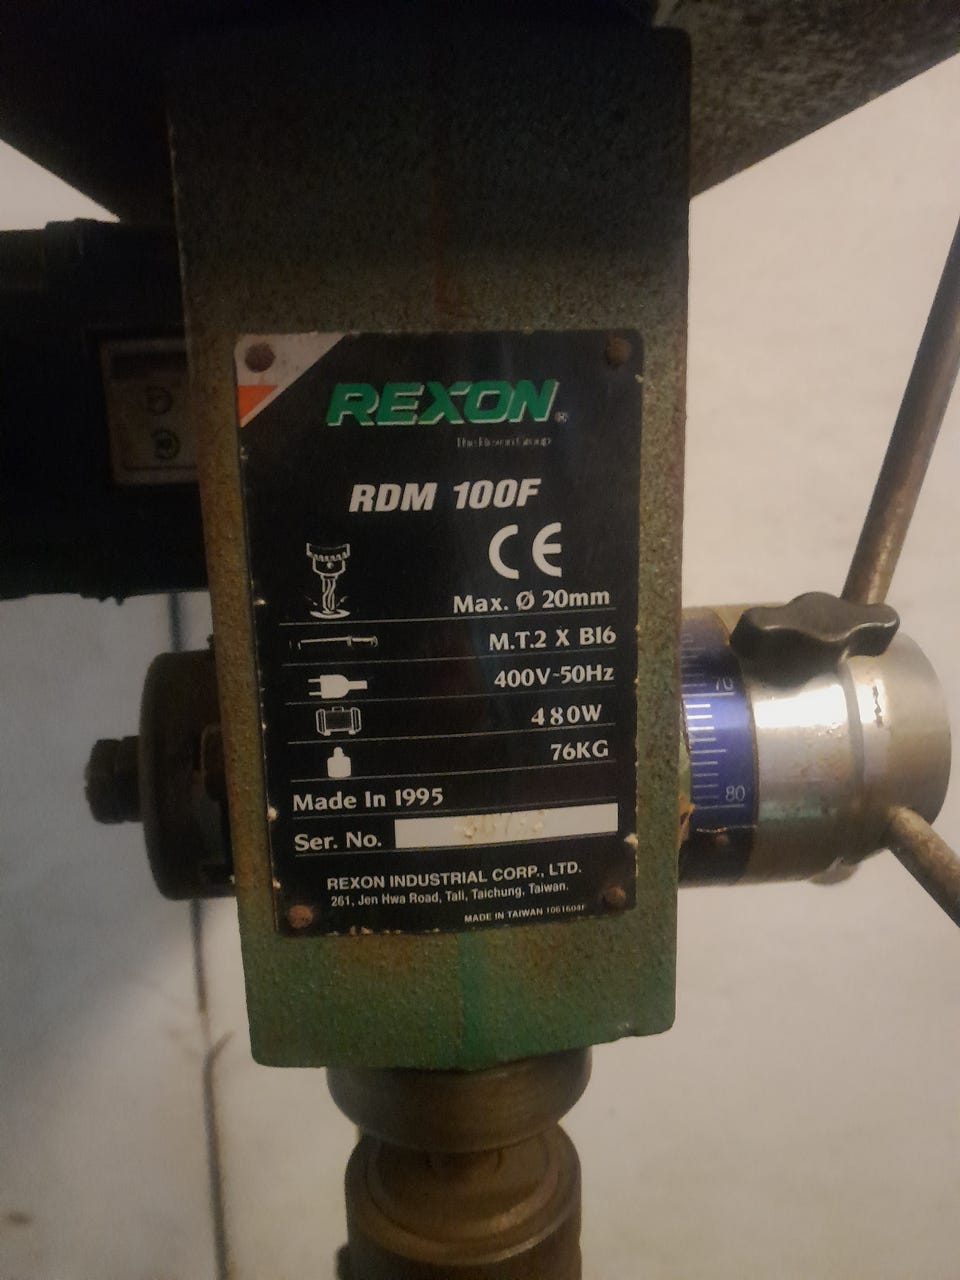 REXON®
The Rexon Group
RDM 100F
CE
Max. Ø 20mm
M.T.2 X B16
400V~50Hz
480W
76KG
Made In 1995
Ser. No.
REXON INDUSTRIAL CORP., LTD.
261, Jen Hwa Road, Tali, Taichung, Taiwan.
MADE IN TAIWAN
70
80